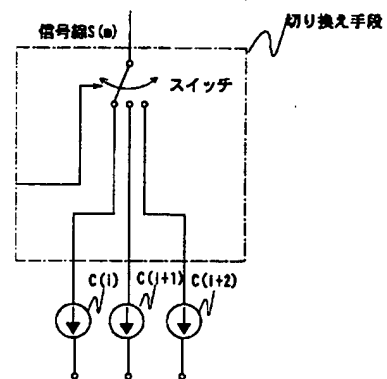 信号線S(m)
切り換え手段
スイッチ
C(i)
C(i+1)
C(i+2)